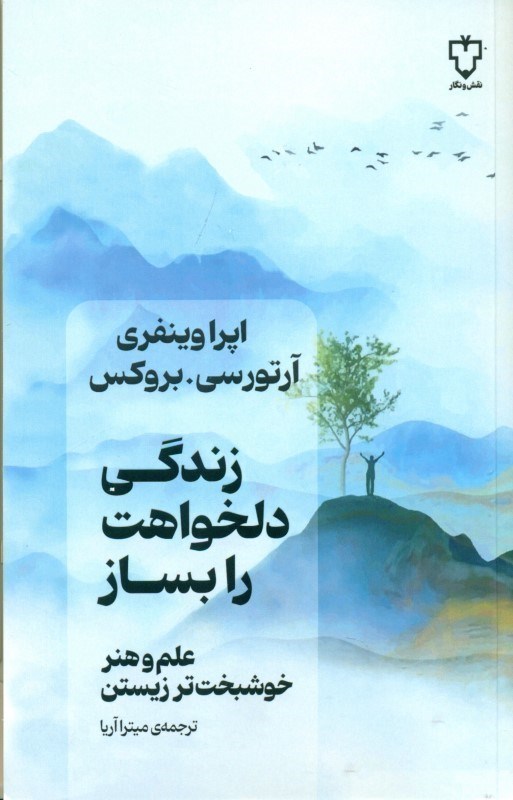 نقش و نگار
اپرا وینفری
آرتور سی. بروکس
زندگی
دلخواهت
را بساز
علم و هنر
خوشبخت‌تر زیستن
ترجمه‌ی میترا آریا